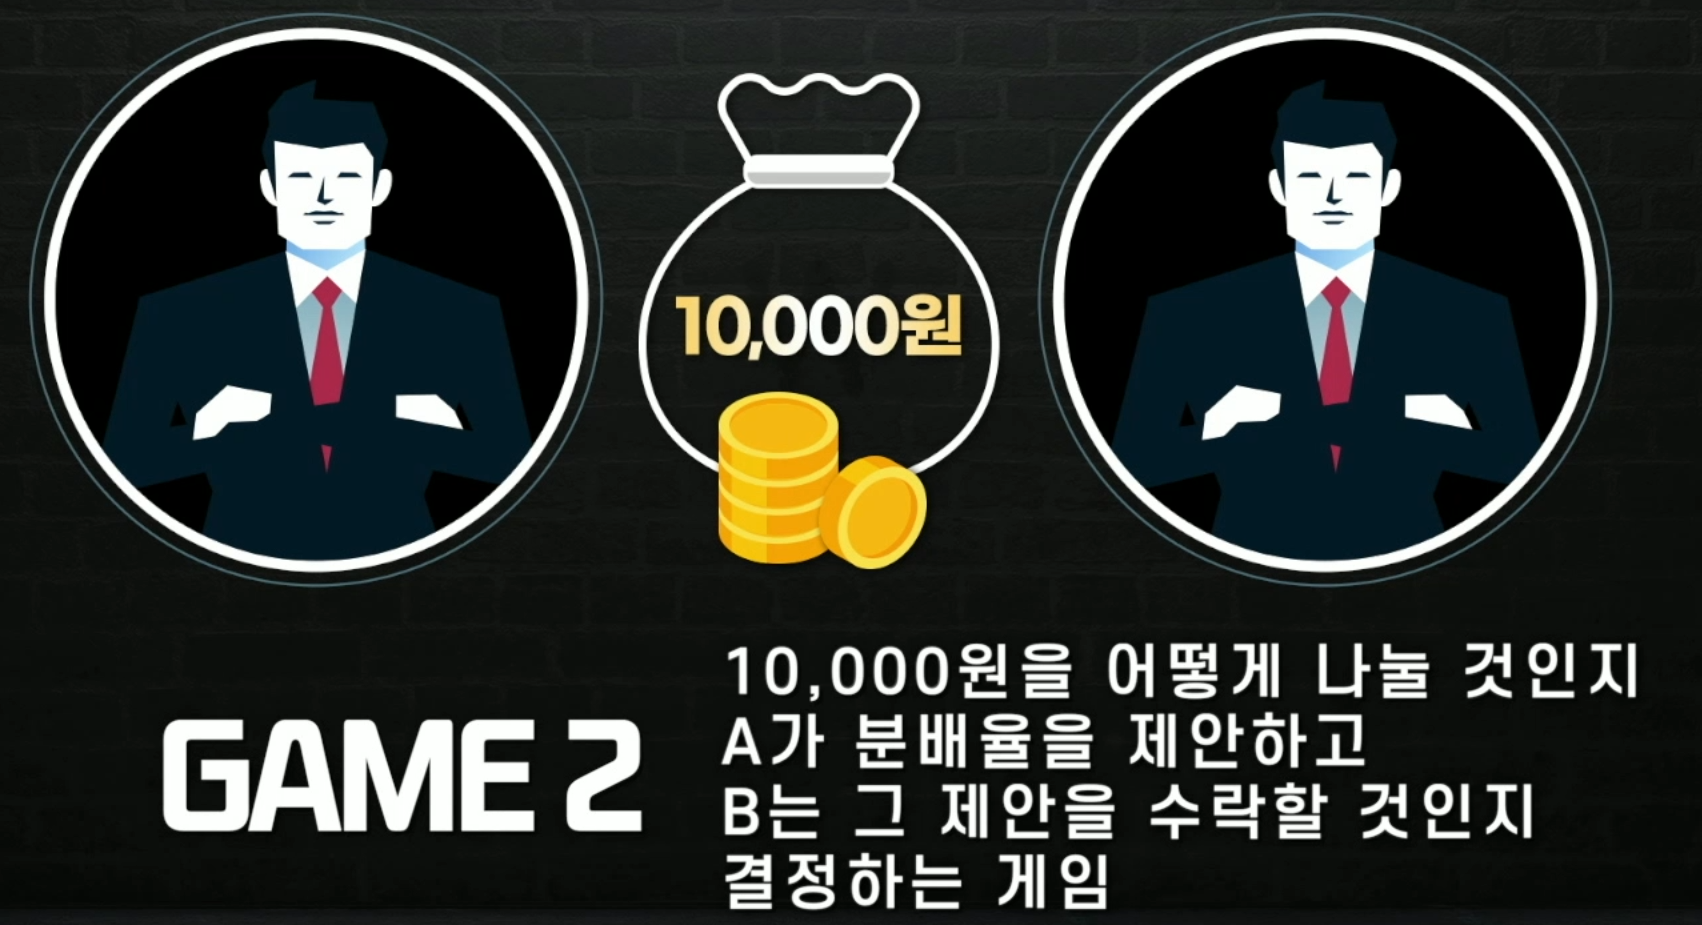 10,000원
10,000원을 어떻게 나눌 것인지
A가 분배율을 제안하고
GAME 2
B는 그 제안을 수락할 것인지
결정하는 게임